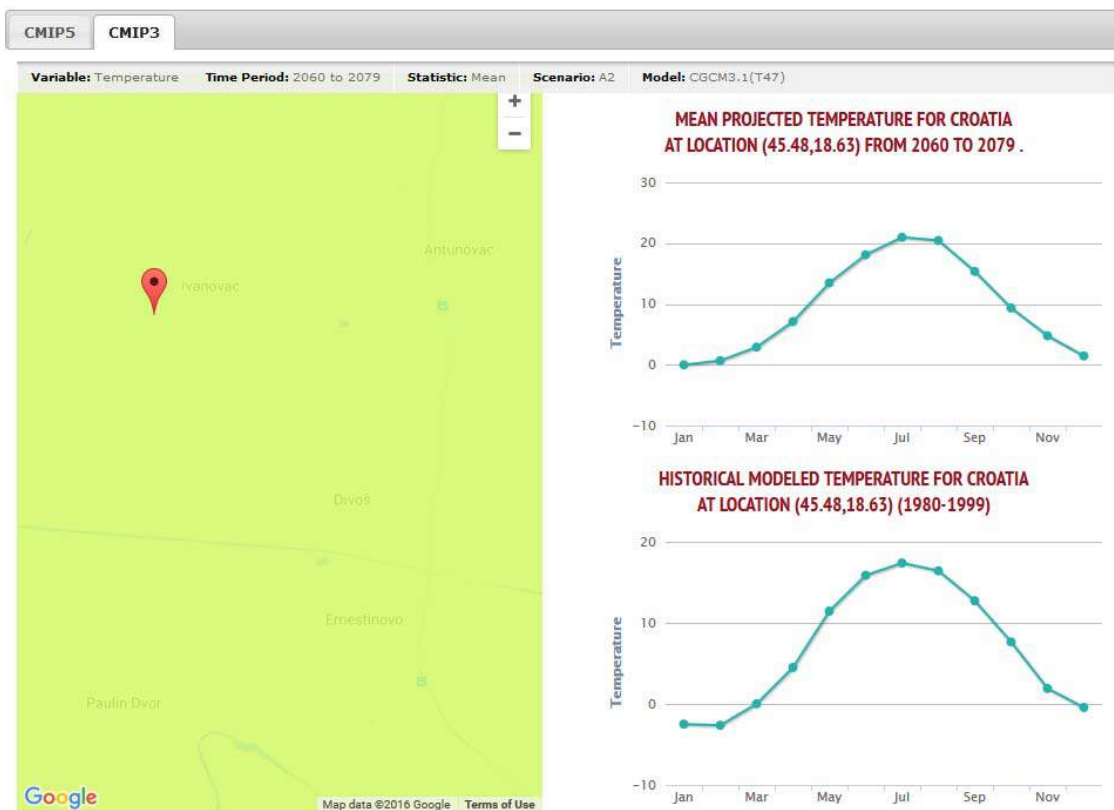 CMIP5 CMIP3
Variable: Temperature Time Period: 2060 to 2079 Statistic: Mean Scenario: A2 Model: CGCM3.1(T47)
+
−
Antunovac
Ivanovac
Divoš
Ernestinovo
Paulin Dvor
Google
Map data ©2016 Google Terms of Use
MEAN PROJECTED TEMPERATURE FOR CROATIA
AT LOCATION (45.48,18.63) FROM 2060 TO 2079 .
30
20
10
0
−10
Temperature
Jan Mar May Jul Sep Nov
HISTORICAL MODELED TEMPERATURE FOR CROATIA
AT LOCATION (45.48,18.63) (1980-1999)
20
10
0
−10
Temperature
Jan Mar May Jul Sep Nov